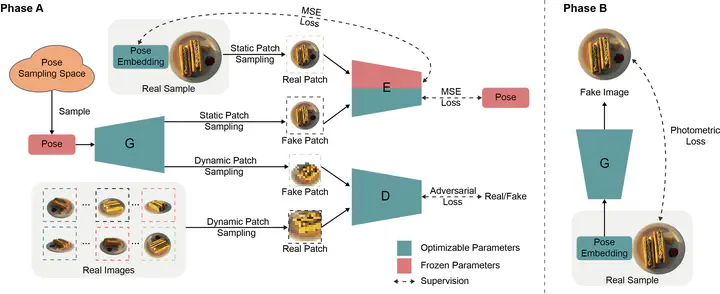 Phase A
Pose
Sampling Space
Sample
Pose
G
Pose
Embedding
Real Sample
MSE
Loss
Static Patch
Sampling
Real Patch
Static Patch
Sampling
Fake Patch
Dynamic Patch
Sampling
Fake Patch
Real Images
Dynamic Patch
Sampling
Real Patch
E
MSE
Loss
Pose
D
Adversarial
Loss
Real/Fake
Optimizable Parameters
Frozen Parameters
Supervision
Phase B
Fake Image
Photometric
Loss
G
Pose
Embedding
Real Sample